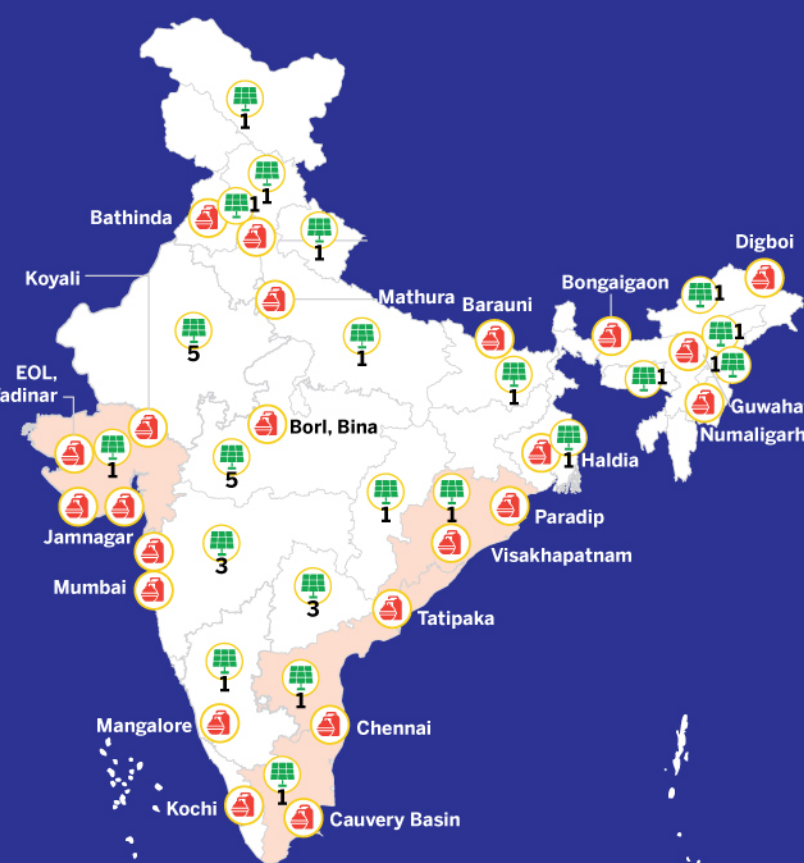 1
1
1
Bathinda
1
Digboi
Koyali
Bongaigaon
1
Mathura
Barauni
5
1
1
1
EOL,
1
1
Borl, Bina
Guwaha
Numaligarh
1
5
1
Haldia
1
1
Paradip
Jamnagar
3
Visakhapatnam
Mumbai
3
Tatipaka
1
1
Mangalore
Chennai
1
Kochi
Cauvery Basin